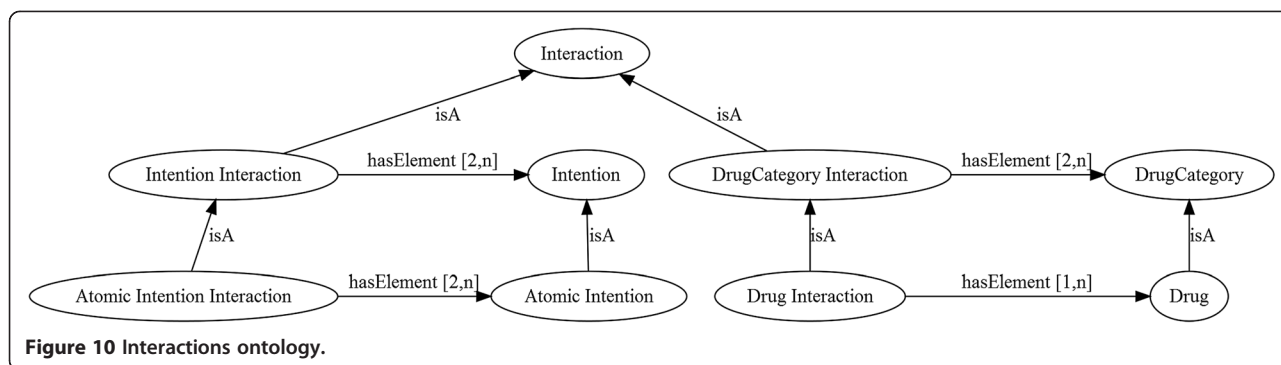 Interaction
isA
isA
Intention Interaction
hasElement [2,n]
Intention
DrugCategory Interaction
hasElement [2,n]
DrugCategory
isA
isA
isA
isA
Atomic Intention Interaction
hasElement [2,n]
Atomic Intention
Drug Interaction
hasElement [1,n]
Drug
Figure 10 Interactions ontology.